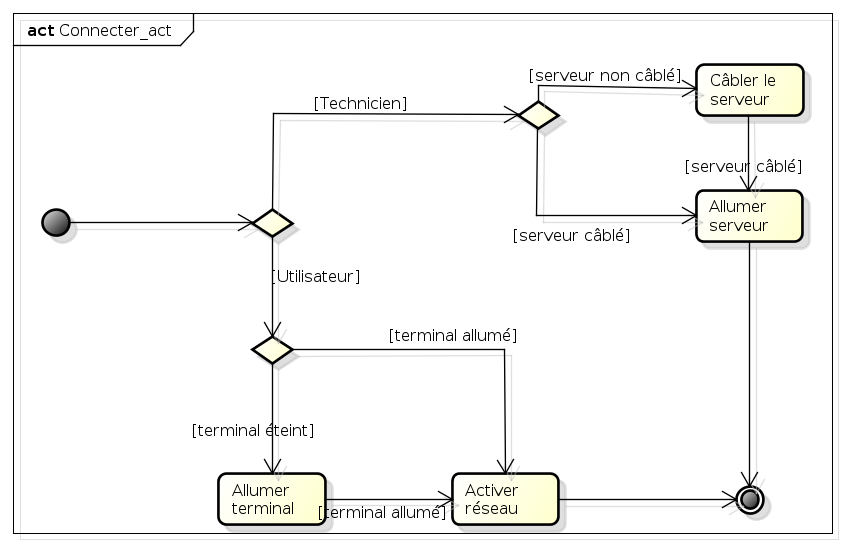 act Connecter_act
[serveur non câblé]
Câbler le
serveur
[Technicien]
[serveur câblé]
Allumer
serveur
[serveur câblé]
[Utilisateur]
[terminal allumé]
[terminal éteint]
Allumer
terminal
[terminal allumé]
Activer
réseau